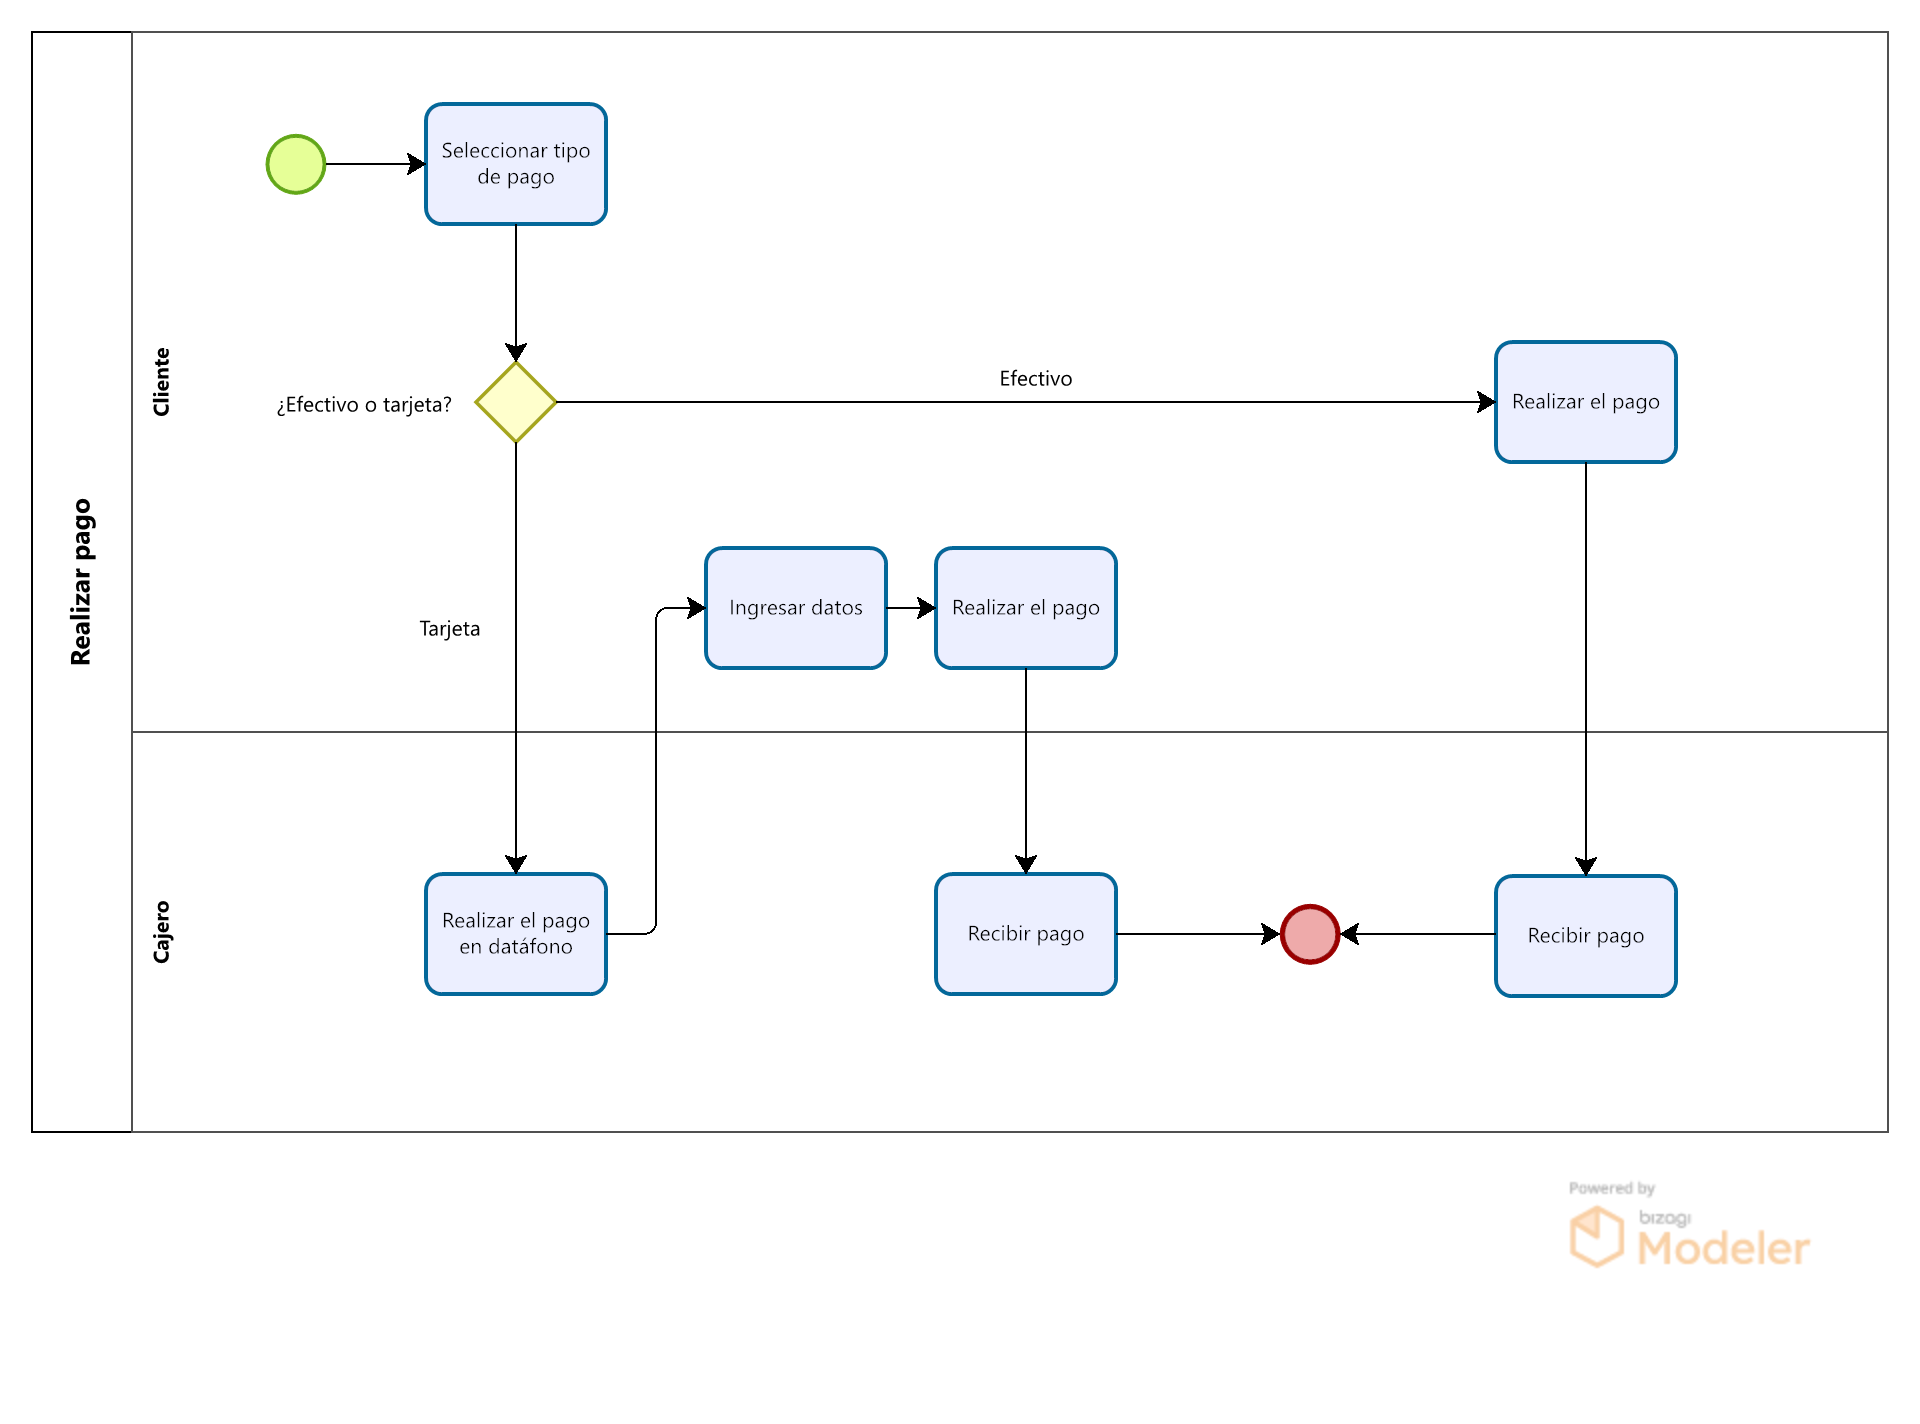 Realizar pago
Cliente
Seleccionar tipo
de pago
¿Efectivo o tarjeta?
Efectivo
Realizar el pago
Tarjeta
Ingresar datos
Realizar el pago
Cajero
Realizar el pago
en datáfono
Recibir pago
Recibir pago
Powered by
bizagi
Modeler